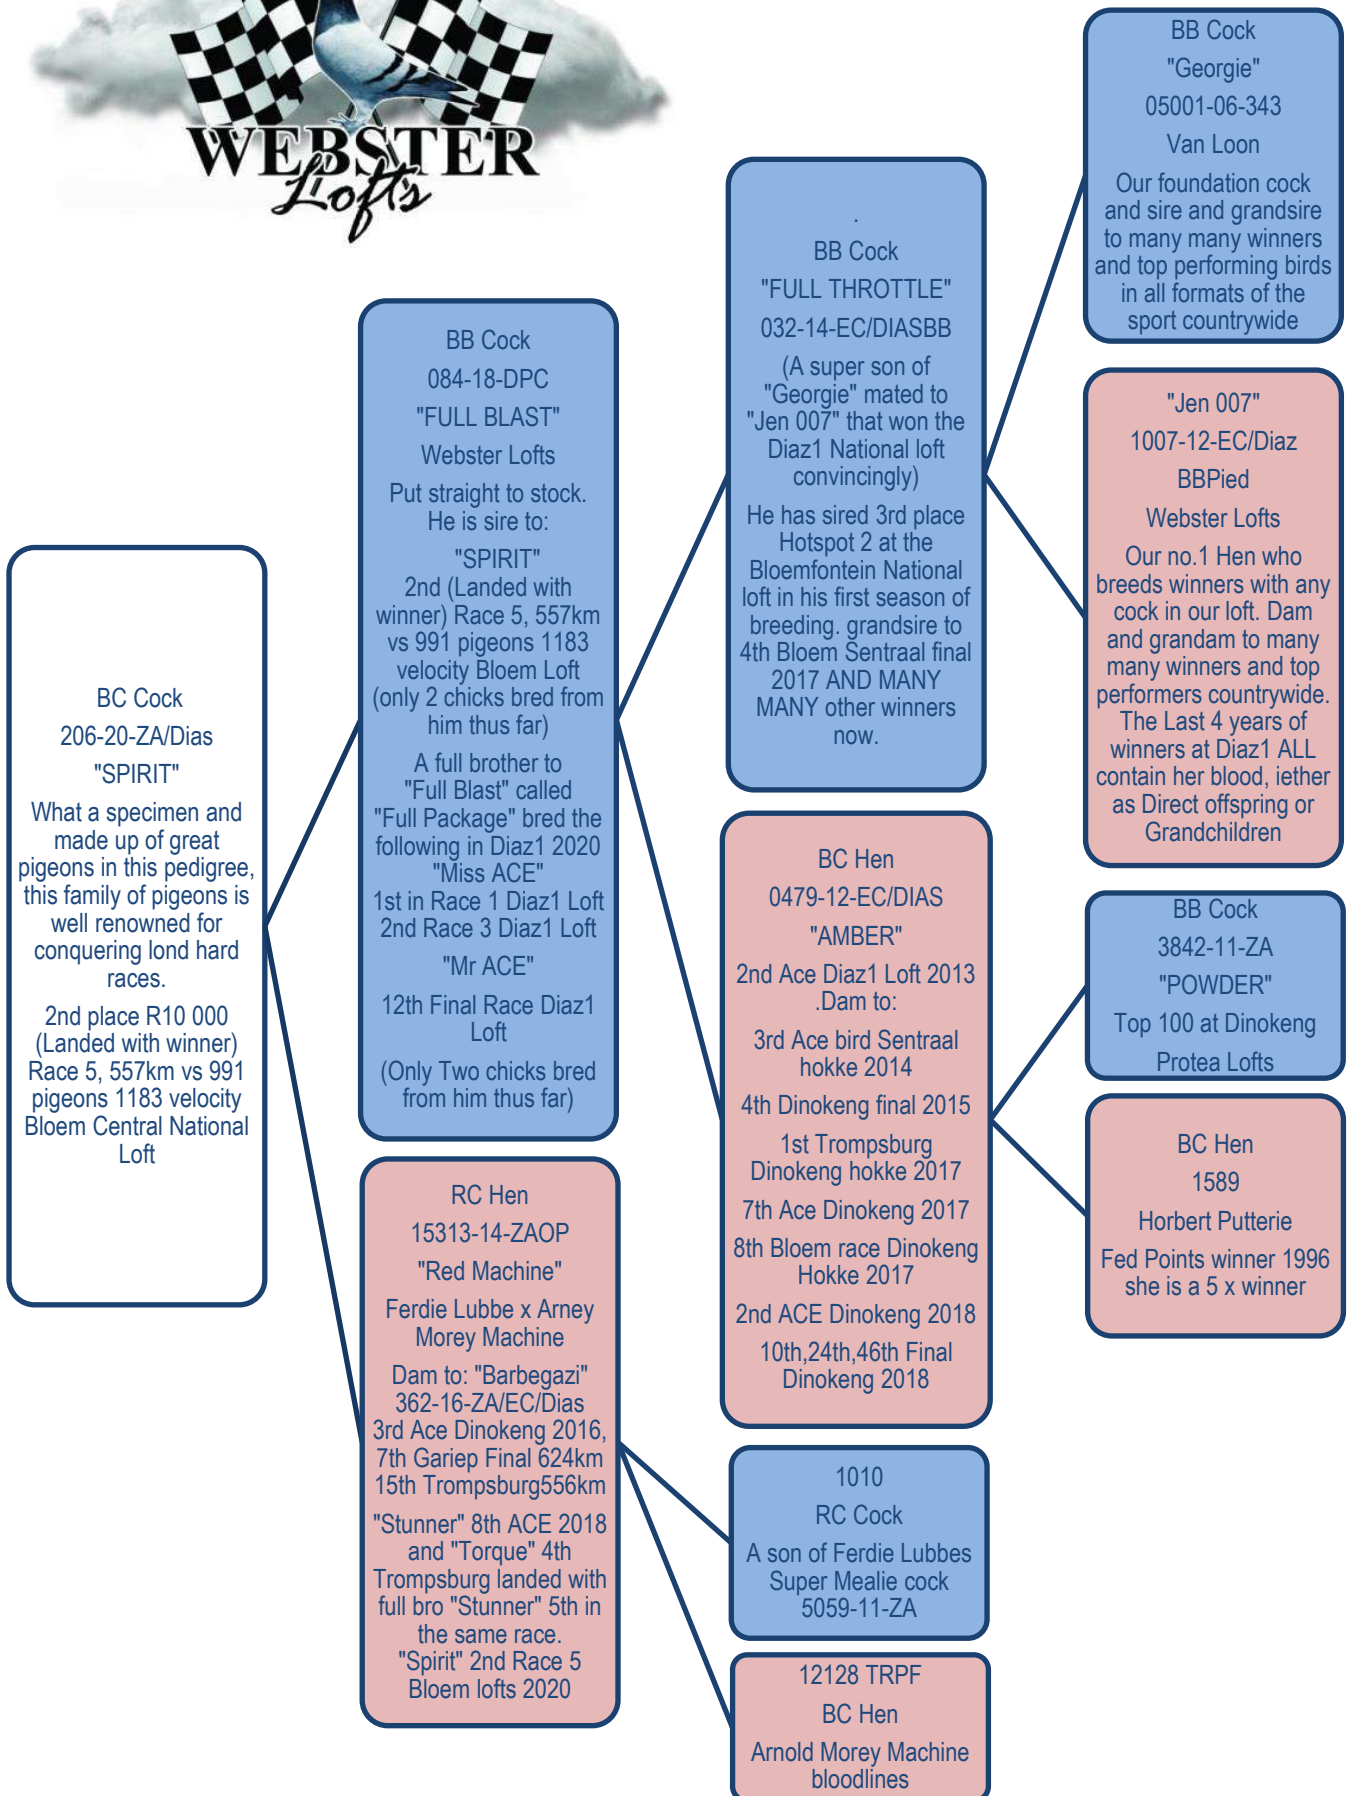 WEBSTER
Lofts
BC Cock
206-20-ZA/Dias
"SPIRIT"
What a specimen and
made up of great
pigeons in this pedigree,
this family of pigeons is
well renowned for
conquering lond hard
races.
2nd place R10 000
(Landed with winner)
Race 5, 557km vs 991
pigeons 1183 velocity
Bloem Central National
Loft
BB Cock
084-18-DPC
"FULL BLAST"
Webster Lofts
Put straight to stock.
He is sire to:
"SPIRIT"
2nd (Landed with
winner) Race 5, 557km
vs 991 pigeons 1183
velocity Bloem Loft
(only 2 chicks bred from
him thus far)
A full brother to
"Full Blast" called
"Full Package" bred the
following in Diaz1 2020
"Miss ACE"
1st in Race 1 Diaz1 Loft
2nd Race 3 Diaz1 Loft
"Mr ACE"
12th Final Race Diaz1
Loft
(Only Two chicks bred
from him thus far)
RC Hen
15313-14-ZAOP
"Red Machine"
Ferdie Lubbe x Arney
Morey Machine
Dam to: "Barbegazi"
362-16-ZA/EC/Dias
3rd Ace Dinokeng 2016,
7th Gariep Final 624km
15th Trompsburg556km
"Stunner" 8th ACE 2018
and "Torque" 4th
Trompsburg landed with
full bro "Stunner" 5th in
the same race.
"Spirit" 2nd Race 5
Bloem lofts 2020
.
BB Cock
"FULL THROTTLE"
032-14-EC/DIASBB
(A super son of
"Georgie" mated to
"Jen 007" that won the
Diaz1 National loft
convincingly)
He has sired 3rd place
Hotspot 2 at the
Bloemfontein National
loft in his first season of
breeding. grandsire to
4th Bloem Sentraal final
2017 AND MANY
MANY other winners
now.
BC Hen
0479-12-EC/DIAS
"AMBER"
2nd Ace Diaz1 Loft 2013
.Dam to:
3rd Ace bird Sentraal
hokke 2014
4th Dinokeng final 2015
1st Trompsburg
Dinokeng hokke 2017
7th Ace Dinokeng 2017
8th Bloem race Dinokeng
Hokke 2017
2nd ACE Dinokeng 2018
10th,24th,46th Final
Dinokeng 2018
1010
RC Cock
A son of Ferdie Lubbes
Super Mealie cock
5059-11-ZA
12128 TRPF
BC Hen
Arnold Morey Machine
bloodlines
BB Cock
"Georgie"
05001-06-343
Van Loon
Our foundation cock
and sire and grandsire
to many many winners
and top performing birds
in all formats of the
sport countrywide
"Jen 007"
1007-12-EC/Diaz
BBPied
Webster Lofts
Our no.1 Hen who
breeds winners with any
cock in our loft. Dam
and grandam to many
many winners and top
performers countrywide.
The Last 4 years of
winners at Diaz1 ALL
contain her blood, iether
as Direct offspring or
Grandchildren
BB Cock
3842-11-ZA
"POWDER"
Top 100 at Dinokeng
Protea Lofts
BC Hen
1589
Horbert Putterie
Fed Points winner 1996
she is a 5 x winner